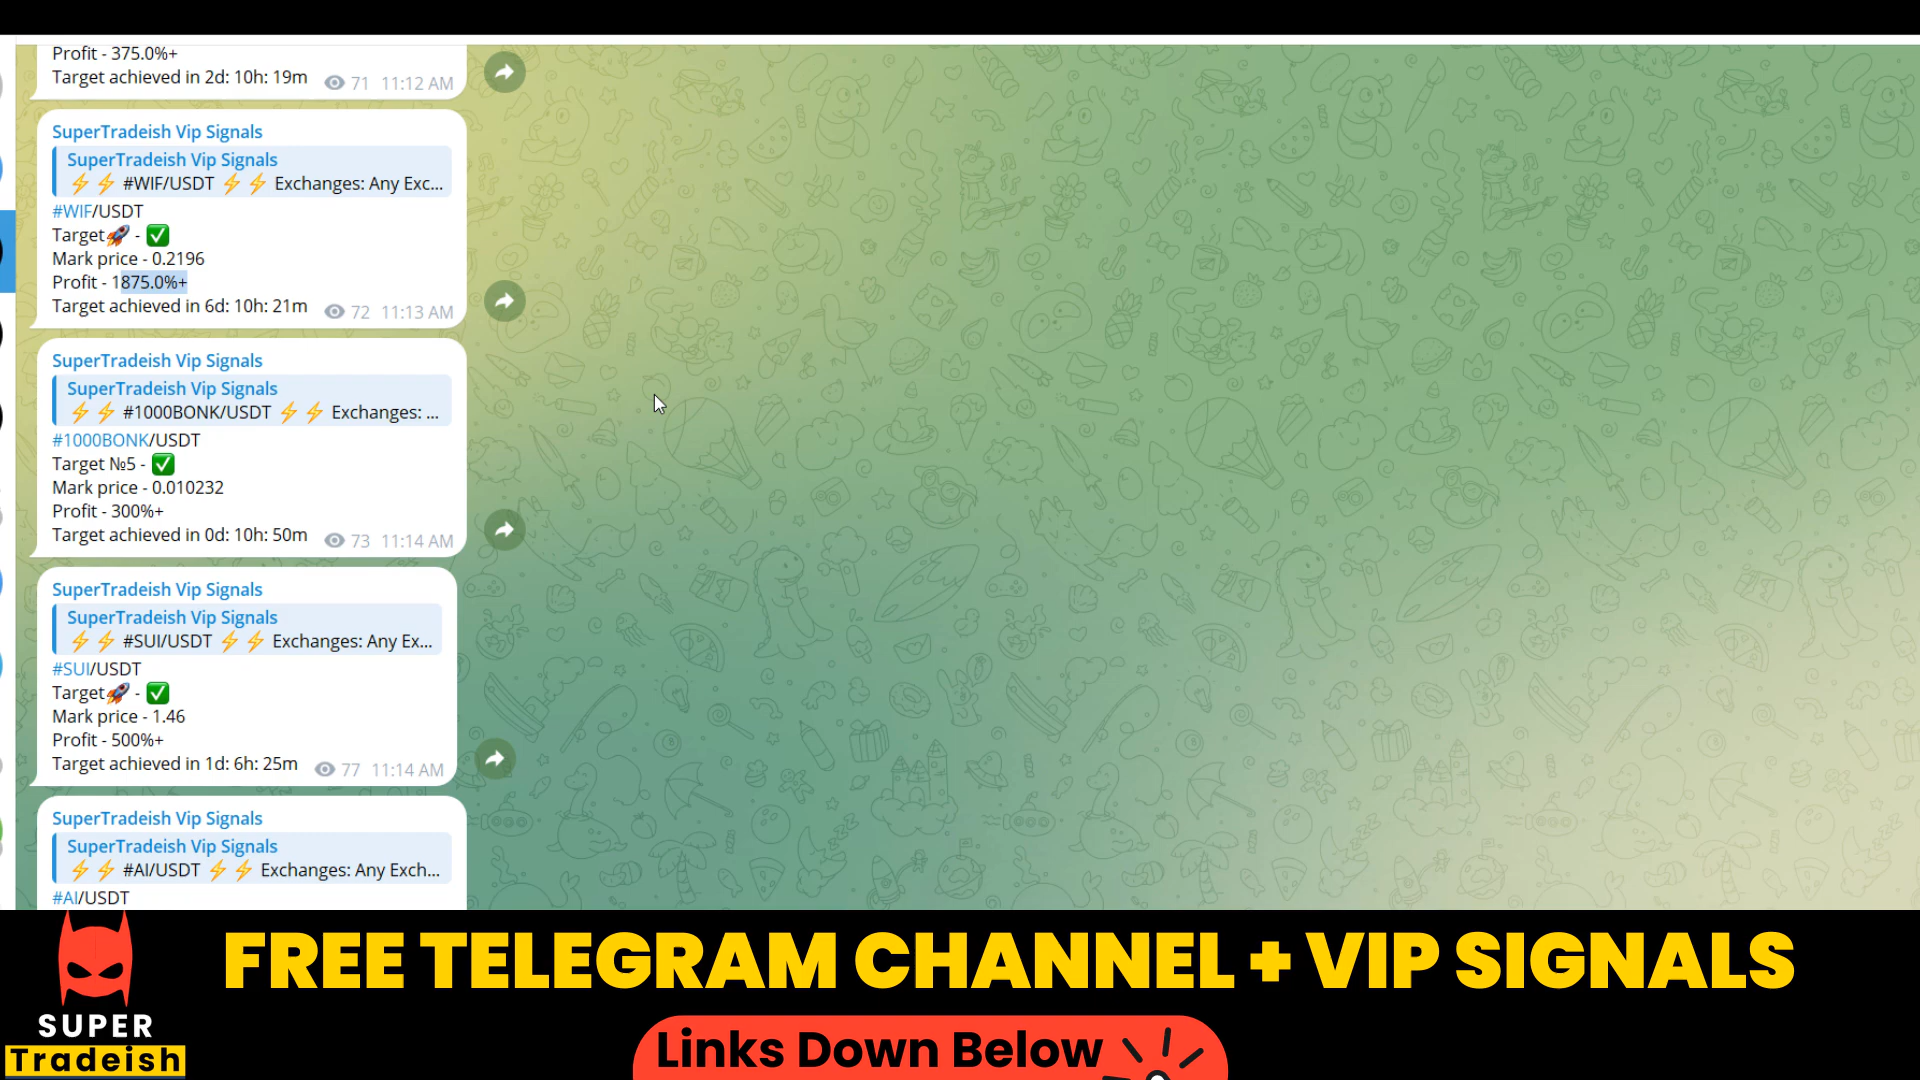 Profit - 375.0%+
Target achieved in 2d: 10h: 19m 71 11:12 AM
SuperTradeish Vip Signals
SuperTradeish Vip Signals
⚡⚡ #WIF/USDT ⚡⚡ Exchanges: Any Exc...
#WIF/USDT
Target🚀 - ✅
Mark price - 0.2196
Profit - 1875.0%+
Target achieved in 6d: 10h: 21m 72 11:13 AM
SuperTradeish Vip Signals
SuperTradeish Vip Signals
⚡⚡ #1000BONK/USDT ⚡⚡ Exchanges: ...
#1000BONK/USDT
Target №5 - ✅
Mark price - 0.010232
Profit - 300%+
Target achieved in 0d: 10h: 50m 73 11:14 AM
SuperTradeish Vip Signals
SuperTradeish Vip Signals
⚡⚡ #SUI/USDT ⚡⚡ Exchanges: Any Ex...
#SUI/USDT
Target🚀 - ✅
Mark price - 1.46
Profit - 500%+
Target achieved in 1d: 6h: 25m 77 11:14 AM
SuperTradeish Vip Signals
SuperTradeish Vip Signals
⚡⚡ #AI/USDT ⚡⚡ Exchanges: Any Exch...
#AI/USDT
FREE TELEGRAM CHANNEL + VIP SIGNALS
SUPER
Tradeish
Links Down Below